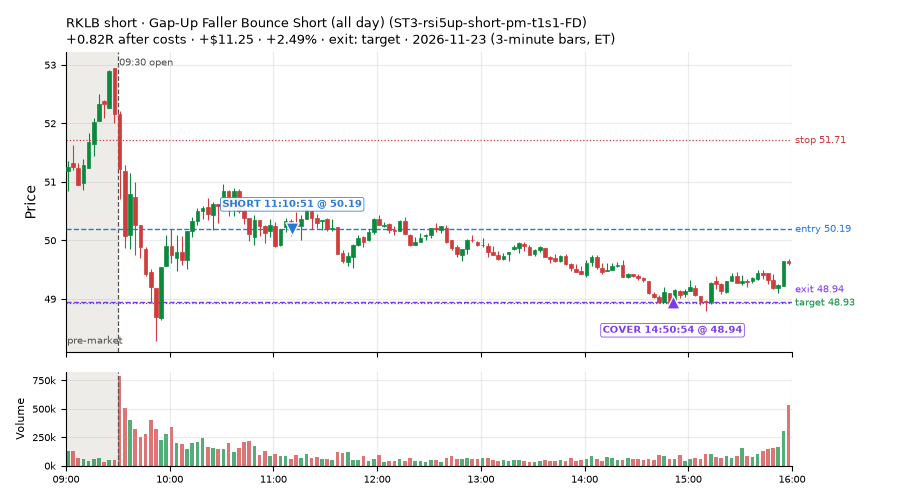 RKLB short · Gap-Up Faller Bounce Short (all day) (ST3-rsi5up-short-pm-t1s1-FD)
+0.82R after costs · +$11.25 · +2.49% · exit: target · 2026-11-23 (3-minute bars, ET)
09:30 open
53
52
51
50
49
Price
stop 51.71
SHORT 11:10:51 @ 50.19
entry 50.19
exit 48.94
target 48.93
COVER 14:50:54 @ 48.94
pre-market
750k
500k
250k
0k
Volume
09:00
10:00
11:00
12:00
13:00
14:00
15:00
16:00